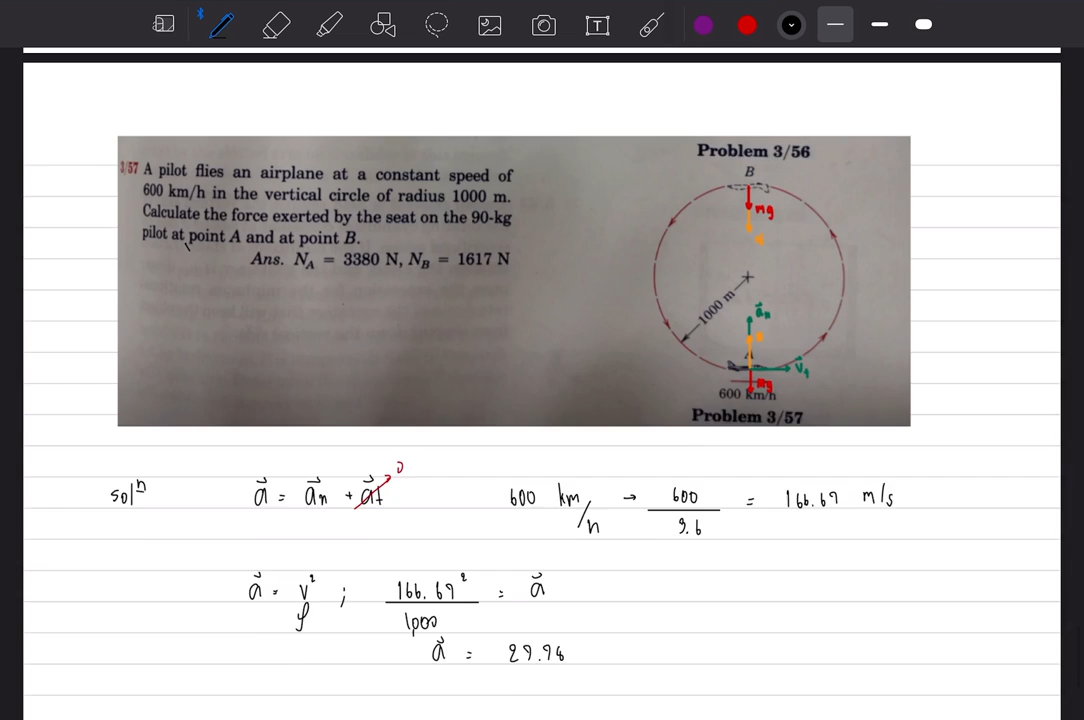 T
Problem 3/56
3/57 A pilot flies an airplane at a constant speed of
600 km/h in the vertical circle of radius 1000 m.
Calculate the force exerted by the seat on the 90-kg
pilot at point A and at point B.
Ans. N_A = 3380 N, N_B = 1617 N
B
mg
1000 m
a⃗n
A
v⃗1
mg
600 km/h
Problem 3/57
solⁿ
a⃗ = a⃗n + a⃗t 0
600 km/h → 600/3.6 = 166.67 m/s
a⃗ = v²/ρ ; 166.67²/1000 = a⃗
a⃗ = 27.78